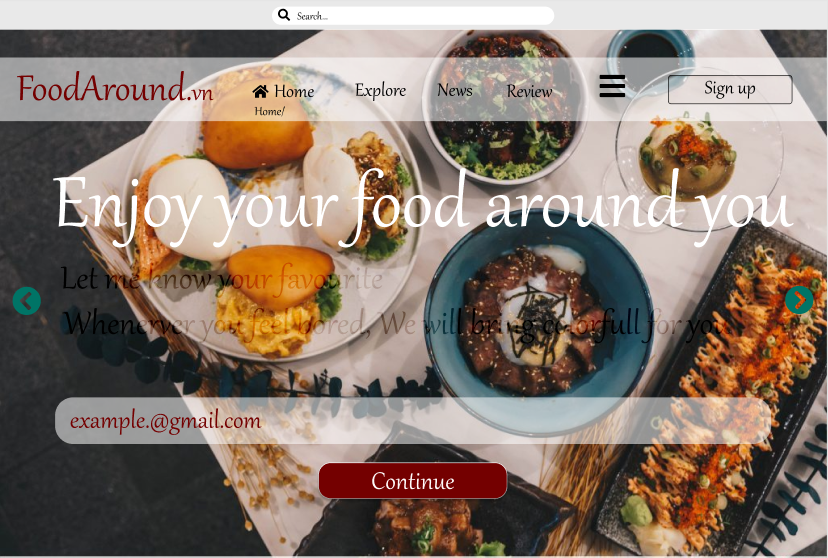 Search...
FoodAround.vn
Home Explore News Review Sign up
Home/
Enjoy your food around you
Let me know your favourite
Whenerver you feel bored, We will bring colorfull for you
example.@gmail.com
Continue